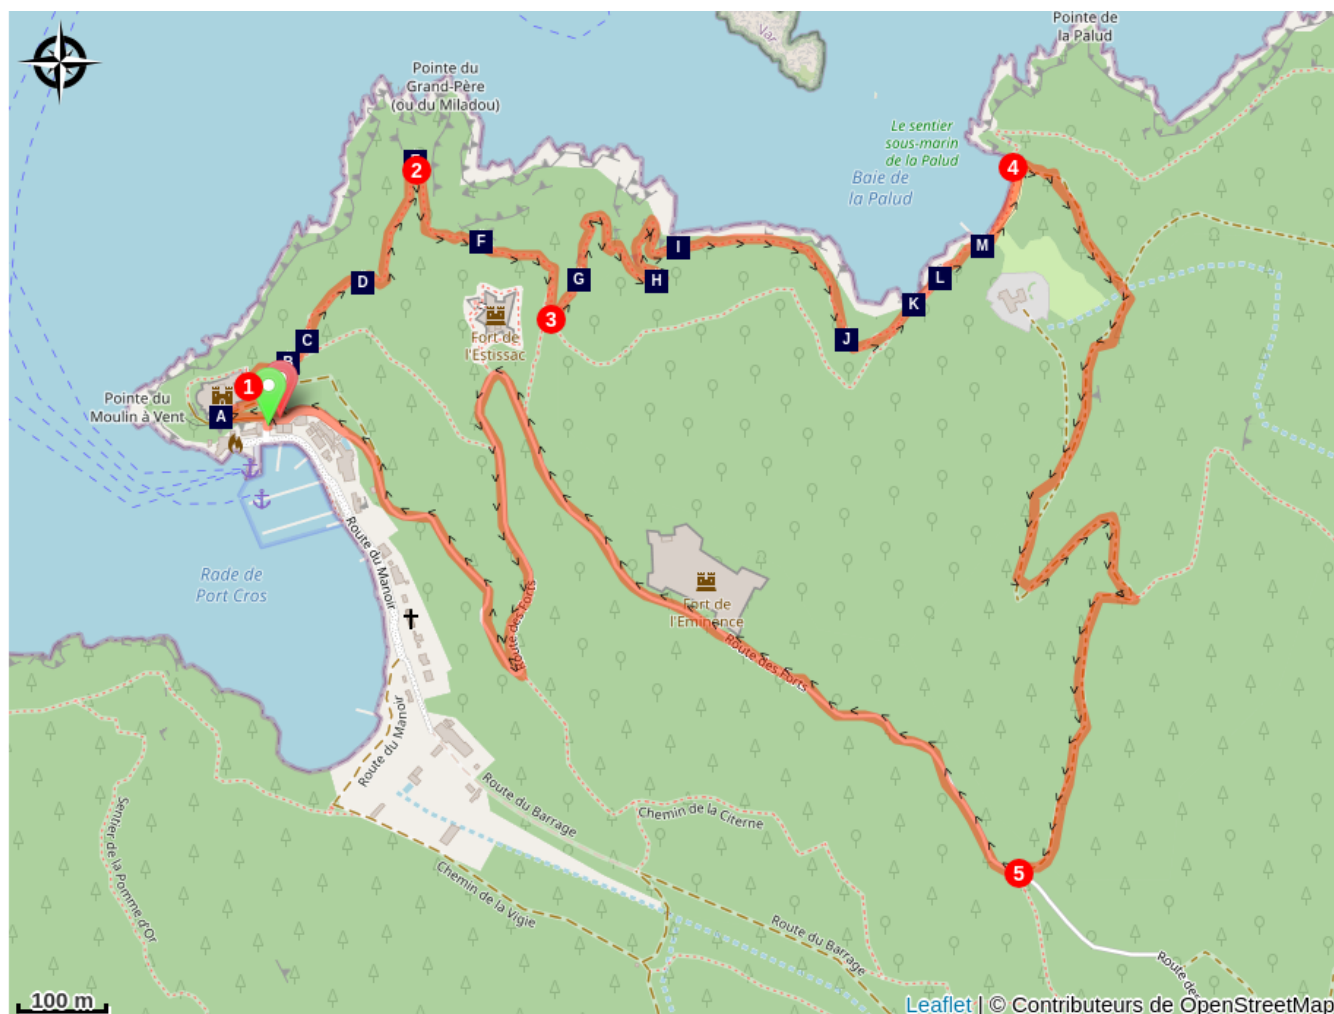 Pointe de
la Palud
Var
Pointe du
Grand-Père
(ou du Miladou)
Le sentier
sous-marin
de la Palud
Baie de
la Palud
2
4
F
I
M
D
G
H
L
K
3
C
J
Fort de
l'Estissac
B
1
A
Pointe du
Moulin à Vent
Route du Manoir
Rade de
Port Cros
Route des Forts
Fort de
l'Eminence
Route des Forts
Route du Manoir
Route du Barrage
Chemin de la Citerne
Sentier de la Pomme d'Or
Chemin de la Vigie
5
Route du Barrage
Route des
100 m
Leaflet | © Contributeurs de OpenStreetMap